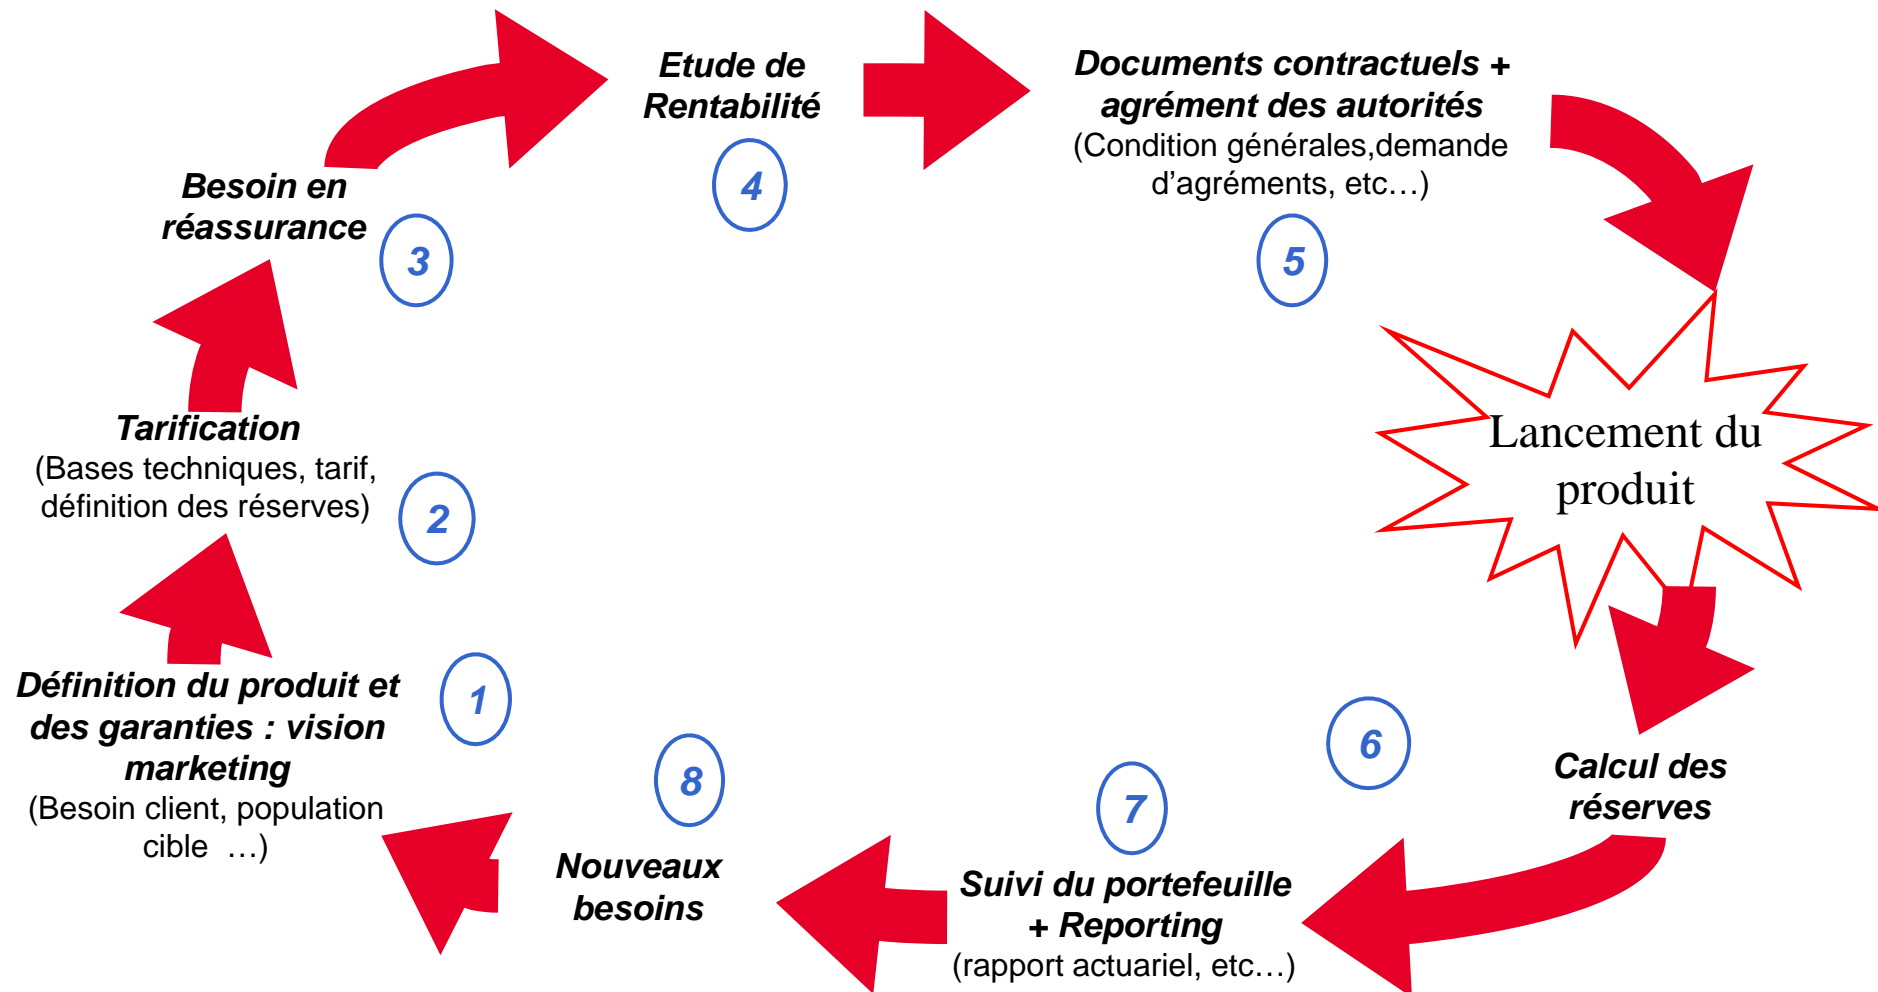 Etude de
Rentabilité
4
Documents contractuels +
agrément des autorités
(Condition générales,demande
d’agréments, etc…)
5
Besoin en
réassurance
3
Lancement du
produit
Tarification
(Bases techniques, tarif,
définition des réserves)
2
Définition du produit et
des garanties : vision
marketing
(Besoin client, population
cible …)
1
6
Calcul des
réserves
7
Suivi du portefeuille
+ Reporting
(rapport actuariel, etc…)
8
Nouveaux
besoins